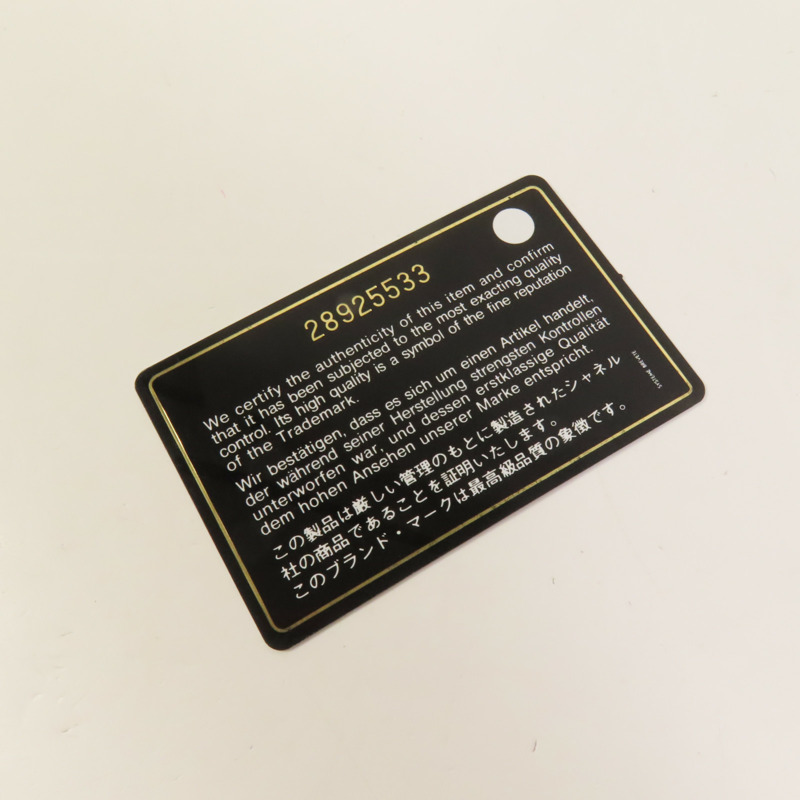 28925533
We certify the authenticity of this item and confirm
that it has been subjected to the most exacting quality
control. Its high quality is a symbol of the fine reputation
of the Trademark.
Wir bestätigen, dass es sich um einen Artikel handelt,
der während seiner Herstellung strengsten Kontrollen
unterworfen war, und dessen erstklassige Qualität
dem hohen Ansehen unserer Marke entspricht.
この製品は厳しい管理のもとに製造されたシャネル
社の商品であることを証明いたします。
このブランド・マークは最高級品質の象徴です。